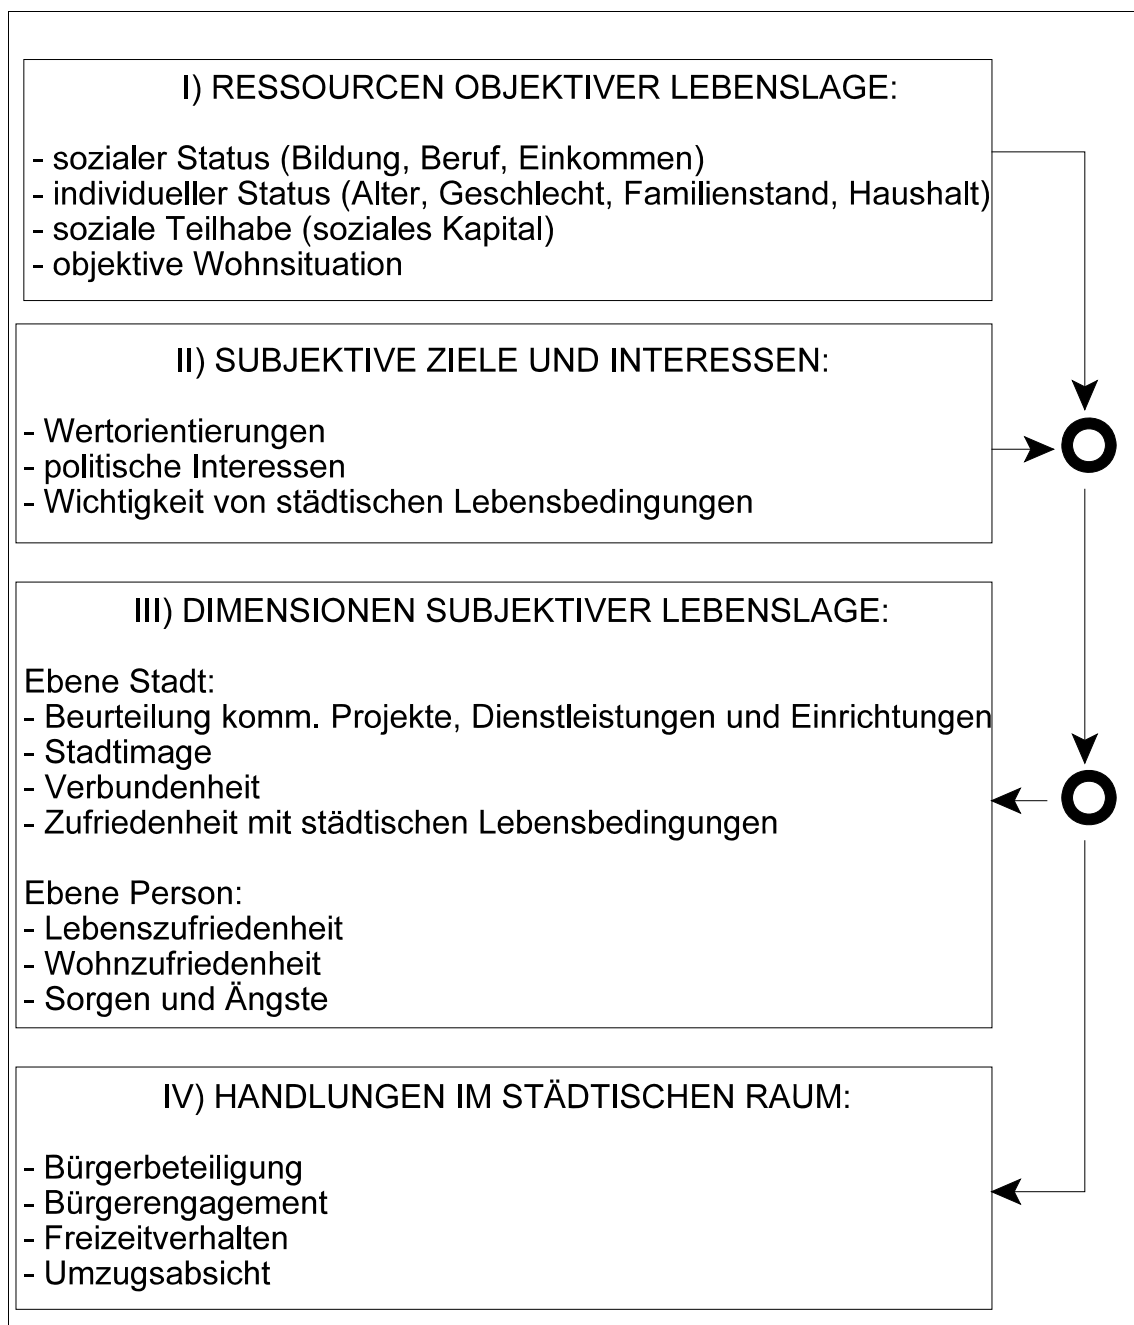 I) RESSOURCEN OBJEKTIVER LEBENSLAGE:
- sozialer Status (Bildung, Beruf, Einkommen)
- individueller Status (Alter, Geschlecht, Familienstand, Haushalt)
- soziale Teilhabe (soziales Kapital)
- objektive Wohnsituation
II) SUBJEKTIVE ZIELE UND INTERESSEN:
- Wertorientierungen
- politische Interessen
- Wichtigkeit von städtischen Lebensbedingungen
III) DIMENSIONEN SUBJEKTIVER LEBENSLAGE:
Ebene Stadt:
- Beurteilung komm. Projekte, Dienstleistungen und Einrichtungen
- Stadtimage
- Verbundenheit
- Zufriedenheit mit städtischen Lebensbedingungen
Ebene Person:
- Lebenszufriedenheit
- Wohnzufriedenheit
- Sorgen und Ängste
IV) HANDLUNGEN IM STÄDTISCHEN RAUM:
- Bürgerbeteiligung
- Bürgerengagement
- Freizeitverhalten
- Umzugsabsicht